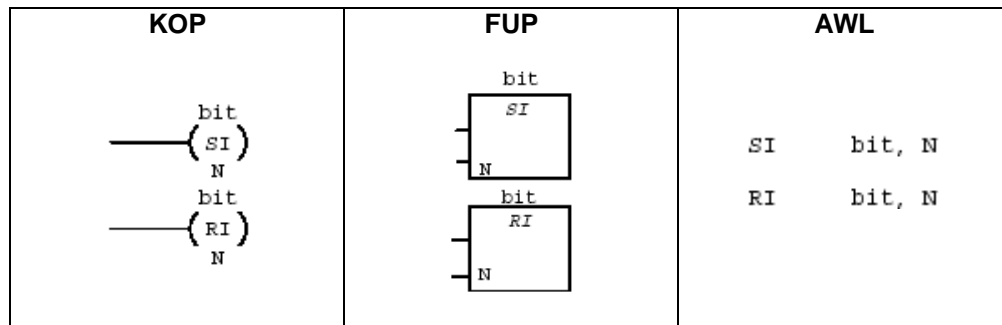 KOP
FUP
AWL
bit
SI
N
bit
RI
N
bit
SI
N
bit
RI
N
SI bit, N
RI bit, N